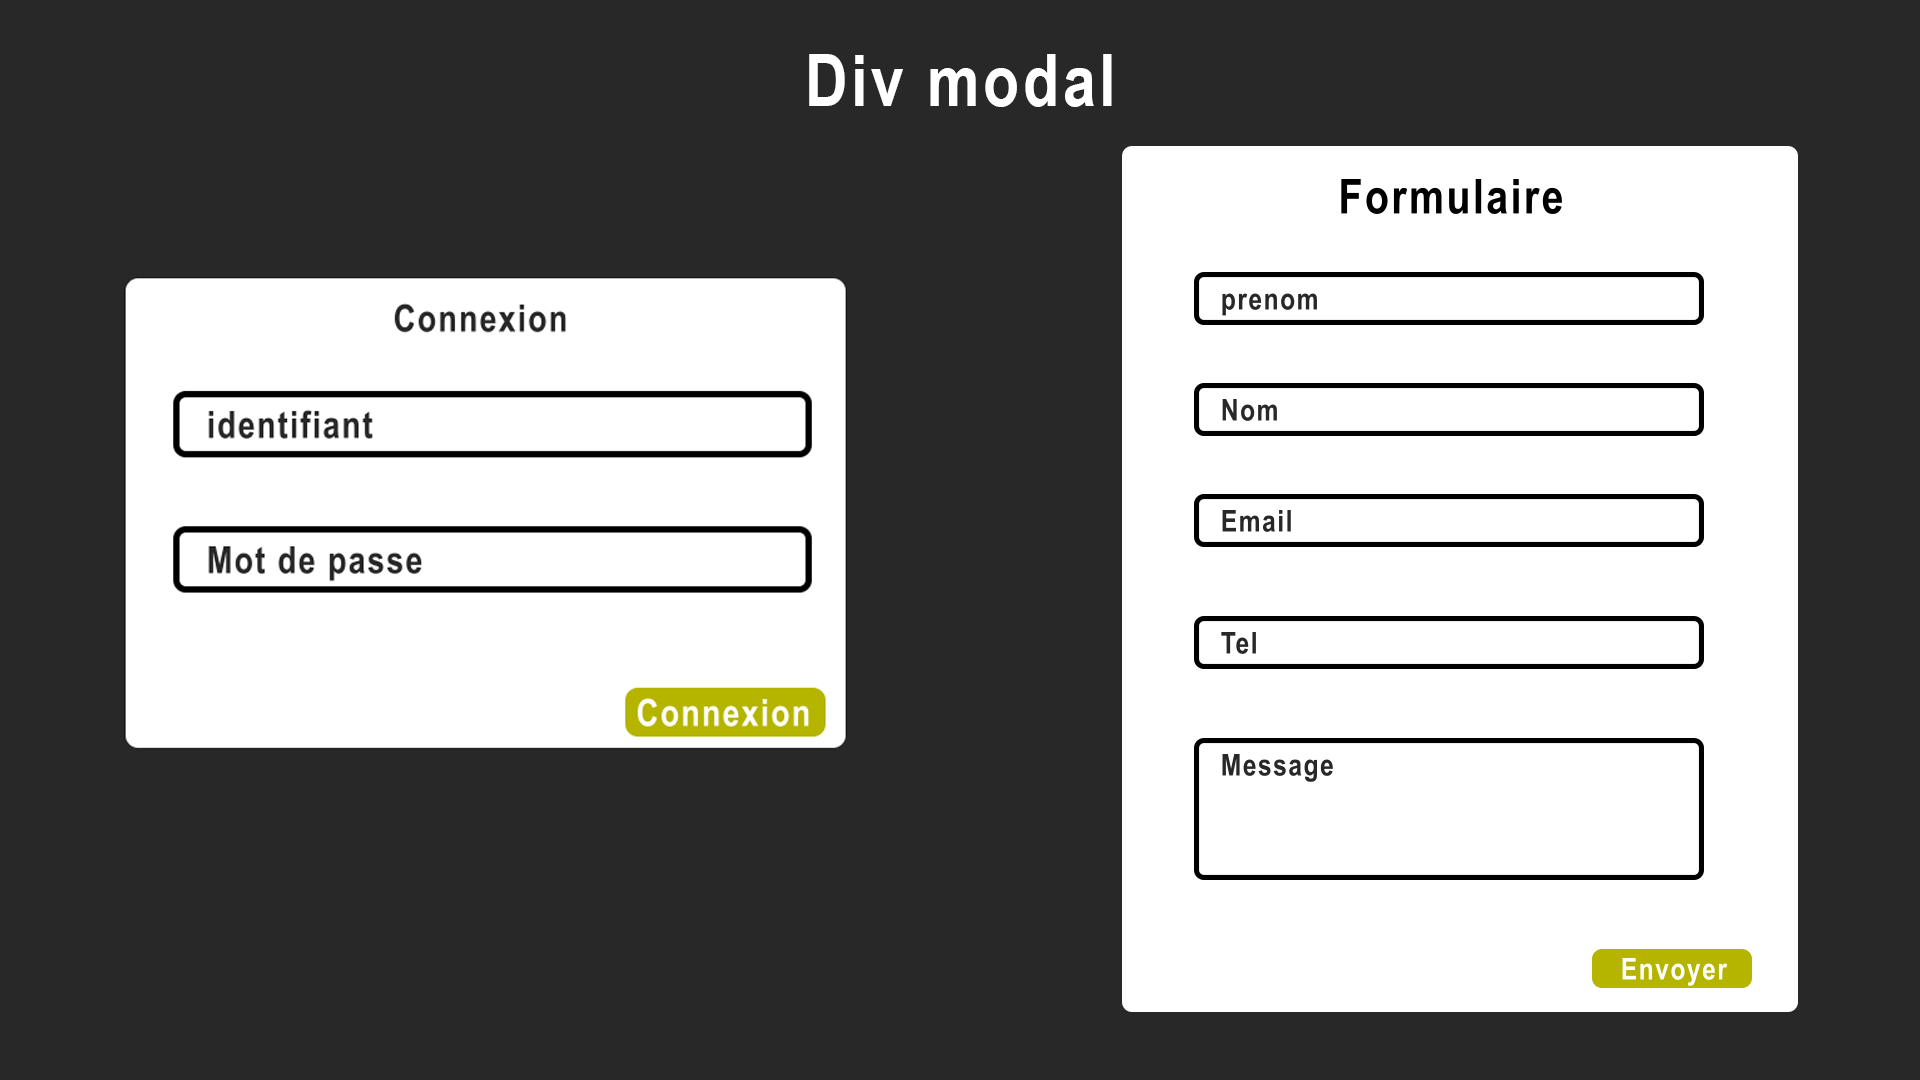 Div modal
Connexion
identifiant
Mot de passe
Connexion
Formulaire
prenom
Nom
Email
Tel
Message
Envoyer